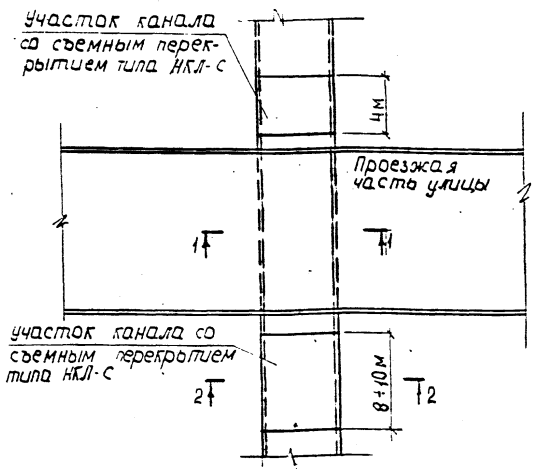 Участок канала
со съемным перек-
рытием типа НКЛ-С
4м
Проезжая
часть улицы
1
1
участок канала со
съемным перекрытием
типа НКЛ-С
8÷10м
2
2